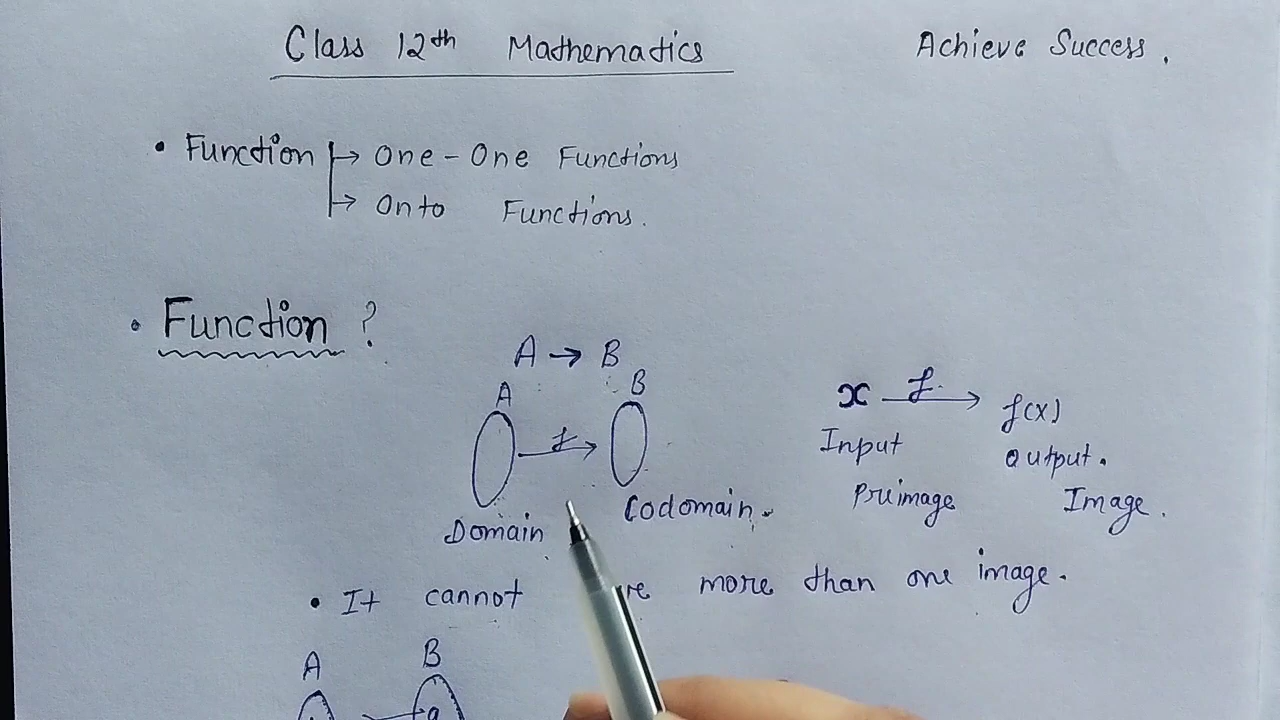 Class 12th Mathematics
Achieve Success.
• Function → One-One Functions
→ Onto Functions.
• Function ?
A → B
A B
f
x f f(x)
Input output.
Preimage Image.
Domain Codomain.
• It cannot more than one image.
A B
a